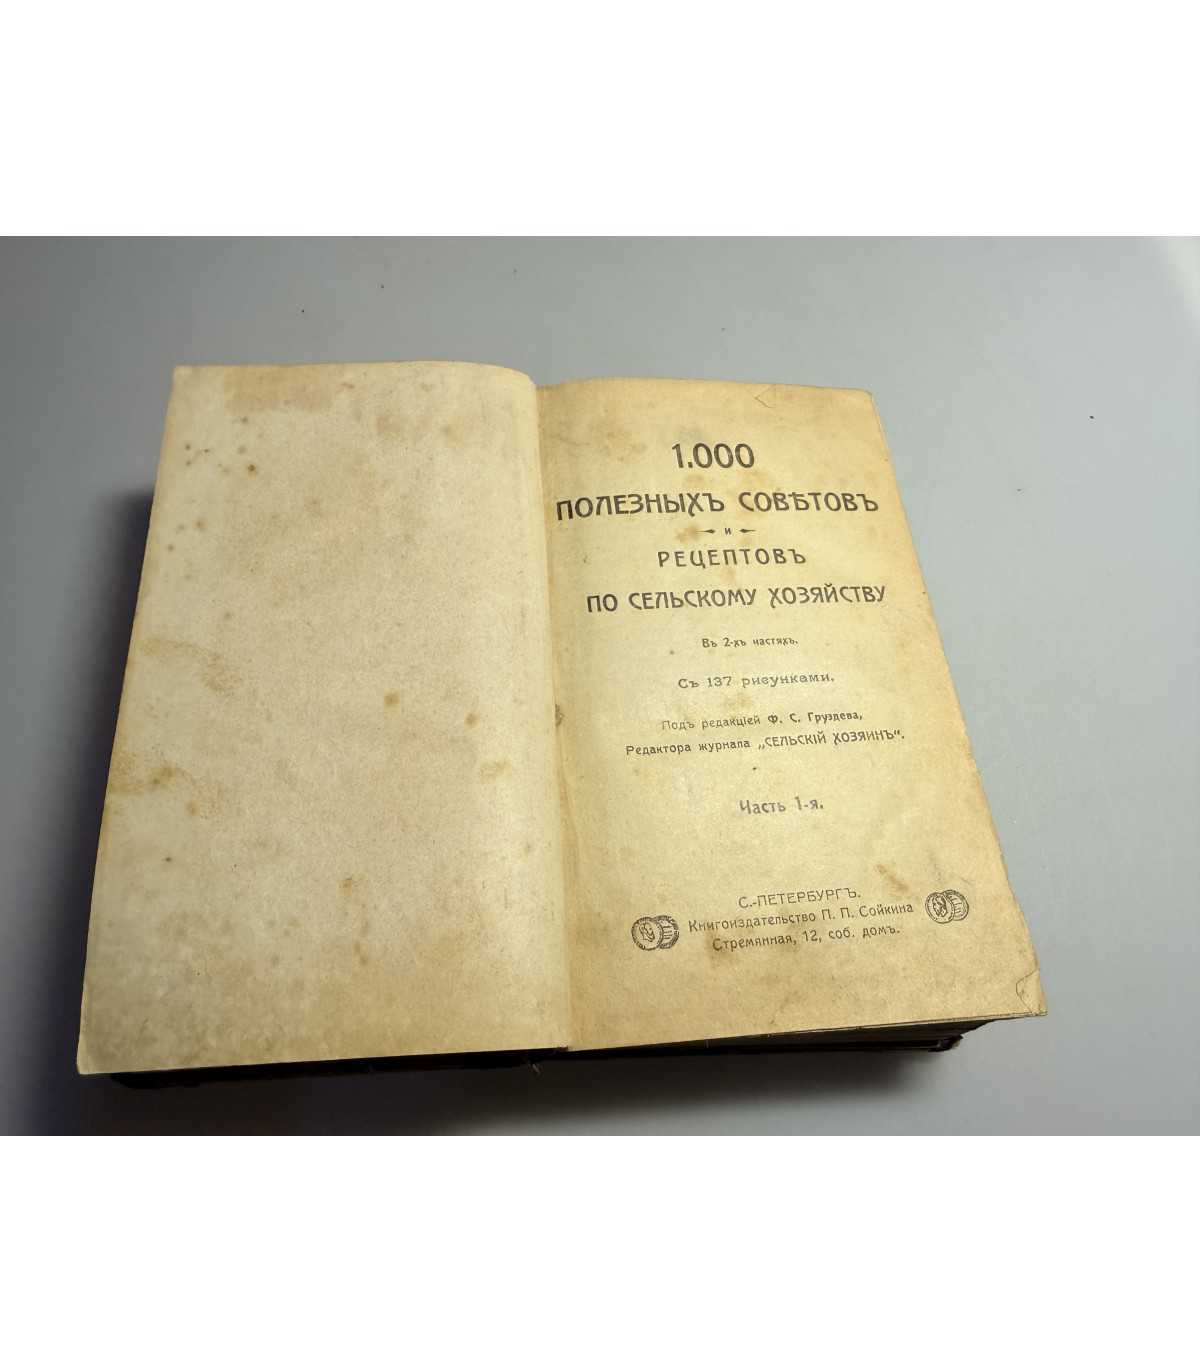 1.000
ПОЛЕЗНЫХЪ СОВѢТОВЪ
и
РЕЦЕПТОВЪ
ПО СЕЛЬСКОМУ ХОЗЯЙСТВУ
Въ 2-хъ частяхъ.
Съ 137 рисунками.
Подъ редакціей Ф. С. Груздева,
Редактора журнала „СЕЛЬСКІЙ ХОЗЯИНЪ“.
Часть 1-я.
С.-ПЕТЕРБУРГЪ.
Книгоиздательство П. П. Сойкина
Стремянная, 12, соб. домъ.